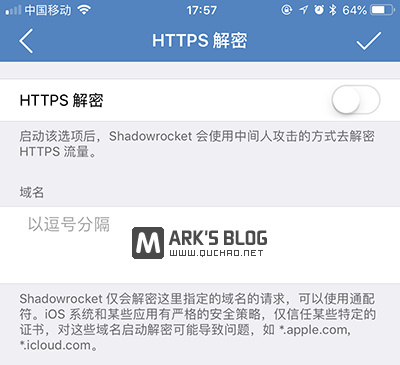 中国移动 17:57 64%
HTTPS 解密
HTTPS 解密
启动该选项后，Shadowrocket 会使用中间人攻击的方式去解密
HTTPS 流量。
域名
以逗号分隔
M ARK'S BLOG
WWW.QUCHAO.NET
Shadowrocket 仅会解密这里指定的域名的请求，可以使用通配
符。iOS 系统和某些应用有严格的安全策略，仅信任某些特定的
证书，对这些域名启动解密可能导致问题，如 *.apple.com,
*.icloud.com。